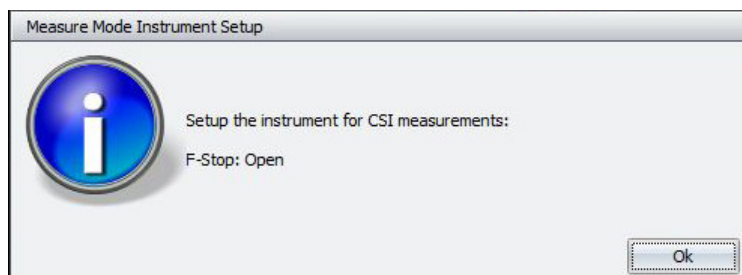 Measure Mode Instrument Setup
Setup the instrument for CSI measurements:
F-Stop: Open
Ok